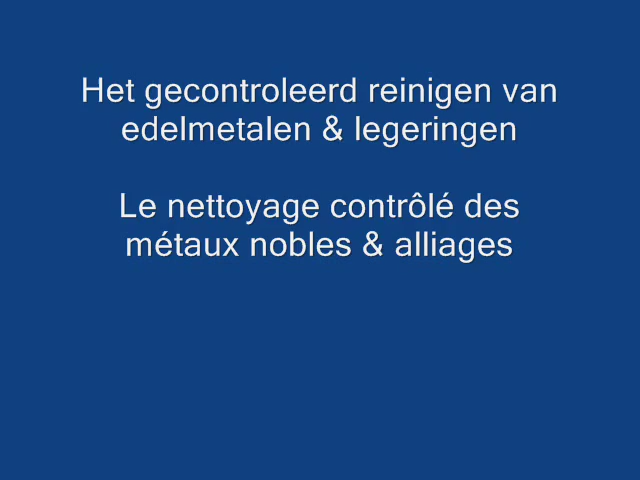 Het gecontroleerd reinigen van
edelmetalen & legeringen
Le nettoyage contrôlé des
métaux nobles & alliages